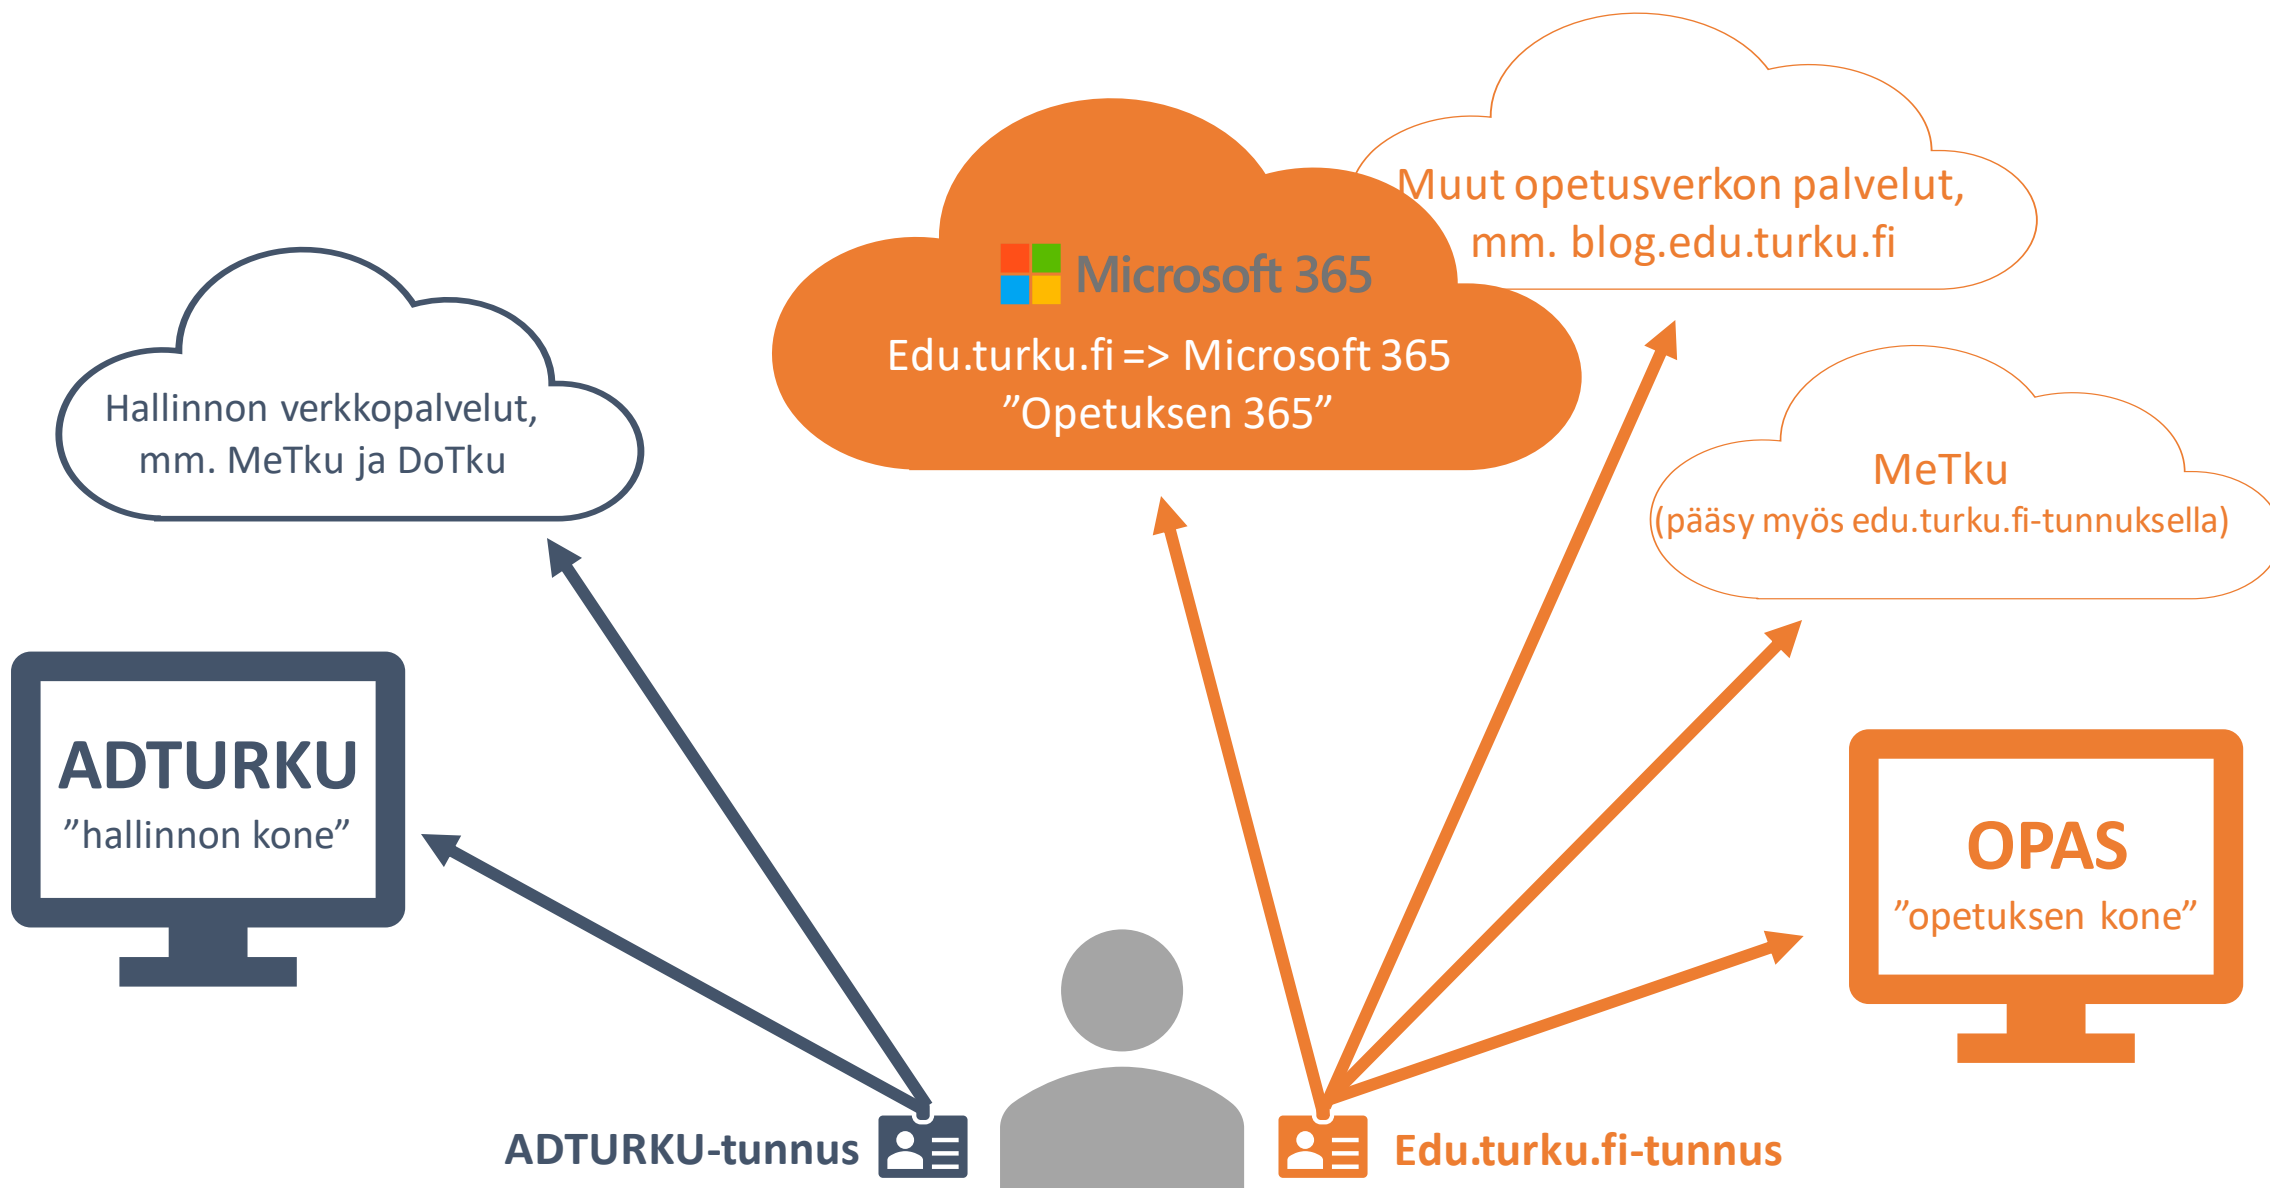 Muut opetusverkon palvelut,
mm. blog.edu.turku.fi
Microsoft 365
Edu.turku.fi => Microsoft 365
”Opetuksen 365”
Hallinnon verkkopalvelut,
mm. MeTku ja DoTku
MeTku
(pääsy myös edu.turku.fi-tunnuksella)
ADTURKU
”hallinnon kone”
OPAS
”opetuksen kone”
ADTURKU-tunnus
Edu.turku.fi-tunnus